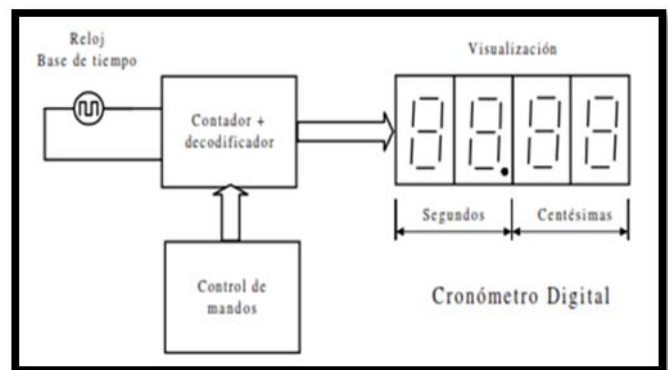 Reloj
Base de tiempo
Visualización
Contador +
decodificador
Segundos
Centésimas
Control de
mandos
Cronómetro Digital